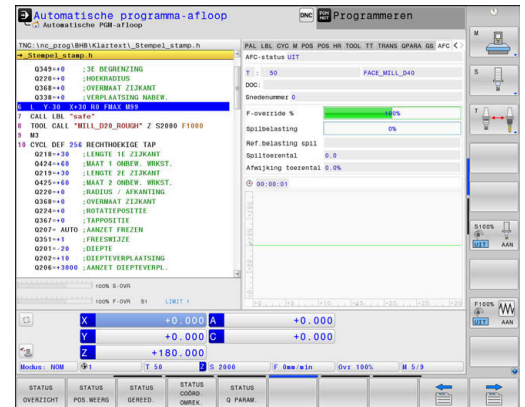 Automatische programma-afloop
Automatische PGM-afloop
DNC
Programmeren
TNC:\nc_prog\BHB\Klartext\_Stempel_stamp.h
→_Stempel_stamp.h
Q349=+0 ;3E BEGRENZING
Q220=+0 ;HOEKRADIUS
Q368=+0 ;OVERMAAT ZIJKANT
Q338=+0 ;VERPLAATSING NABEW.
6 L Y-30 X+30 R0 FMAX M99
7 CALL LBL "safe"
8 TOOL CALL "MILL_D20_ROUGH" Z S2000 F1000
9 M3
10 CYCL DEF 256 RECHTHOEKIGE TAP
Q218=+30 ;LENGTE 1E ZIJKANT
Q424=+60 ;MAAT 1 ONBEW. WRKST.
Q219=+30 ;LENGTE 2E ZIJKANT
Q425=+60 ;MAAT 2 ONBEW. WRKST.
Q220=+0 ;RADIUS / AFKANTING
Q368=+0 ;OVERMAAT ZIJKANT
Q224=+0 ;ROTATIEPOSITIE
Q367=+0 ;TAPPOSITIE
Q207= AUTO ;AANZET FREZEN
Q351=+1 ;FREESWIJZE
Q201=-20 ;DIEPTE
Q202=+10 ;DIEPTEVERPLAATSING
Q206=+3000 ;AANZET DIEPTEVERPL.
PAL LBL CYC M POS POS HR TOOL TT TRANS QPARA GS AFC
AFC-status UIT
T : 50 FACE_MILL_D40
DOC:
Snedenummer 0
F-override % 100%
Spilbelasting 0%
Ref.belasting spil
Spiltoerental 0.0
Afwijking toerental 0.0%
00:00:01
100% S-OVR
100% F-OVR S1 LIMIT 1
X +0.000 A +0.000
Y +0.000 C +0.000
Z +180.000
Modus: NOM 1 T 50 Z S 2000 F 0mm/min Ovr 100% M 5/9
STATUS OVERZICHT
STATUS POS.WEERG
STATUS GEREED.
STATUS COÖRD. OMREK.
STATUS Q PARAM.
M
S
T
S100%
UIT AAN
F100%
UIT AAN